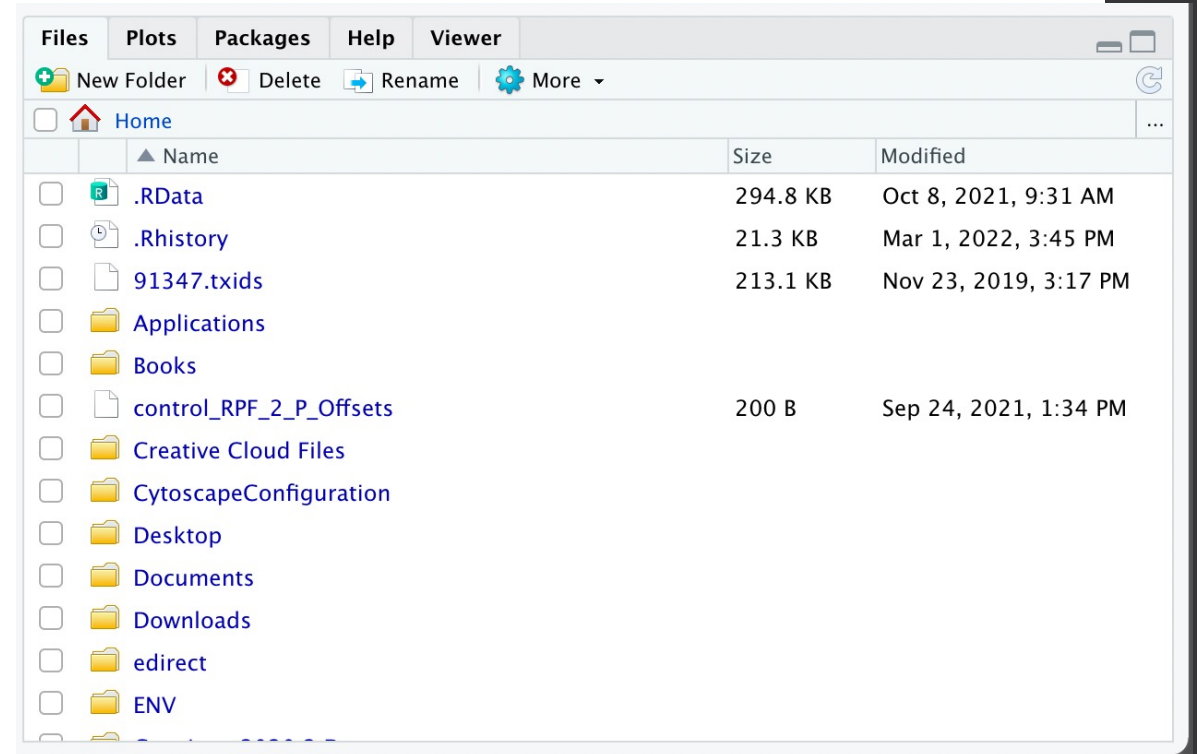 Files Plots Packages Help Viewer
New Folder Delete Rename More
Home ...
Name Size Modified
.RData 294.8 KB Oct 8, 2021, 9:31 AM
.Rhistory 21.3 KB Mar 1, 2022, 3:45 PM
91347.txids 213.1 KB Nov 23, 2019, 3:17 PM
Applications
Books
control_RPF_2_P_Offsets 200 B Sep 24, 2021, 1:34 PM
Creative Cloud Files
CytoscapeConfiguration
Desktop
Documents
Downloads
edirect
ENV